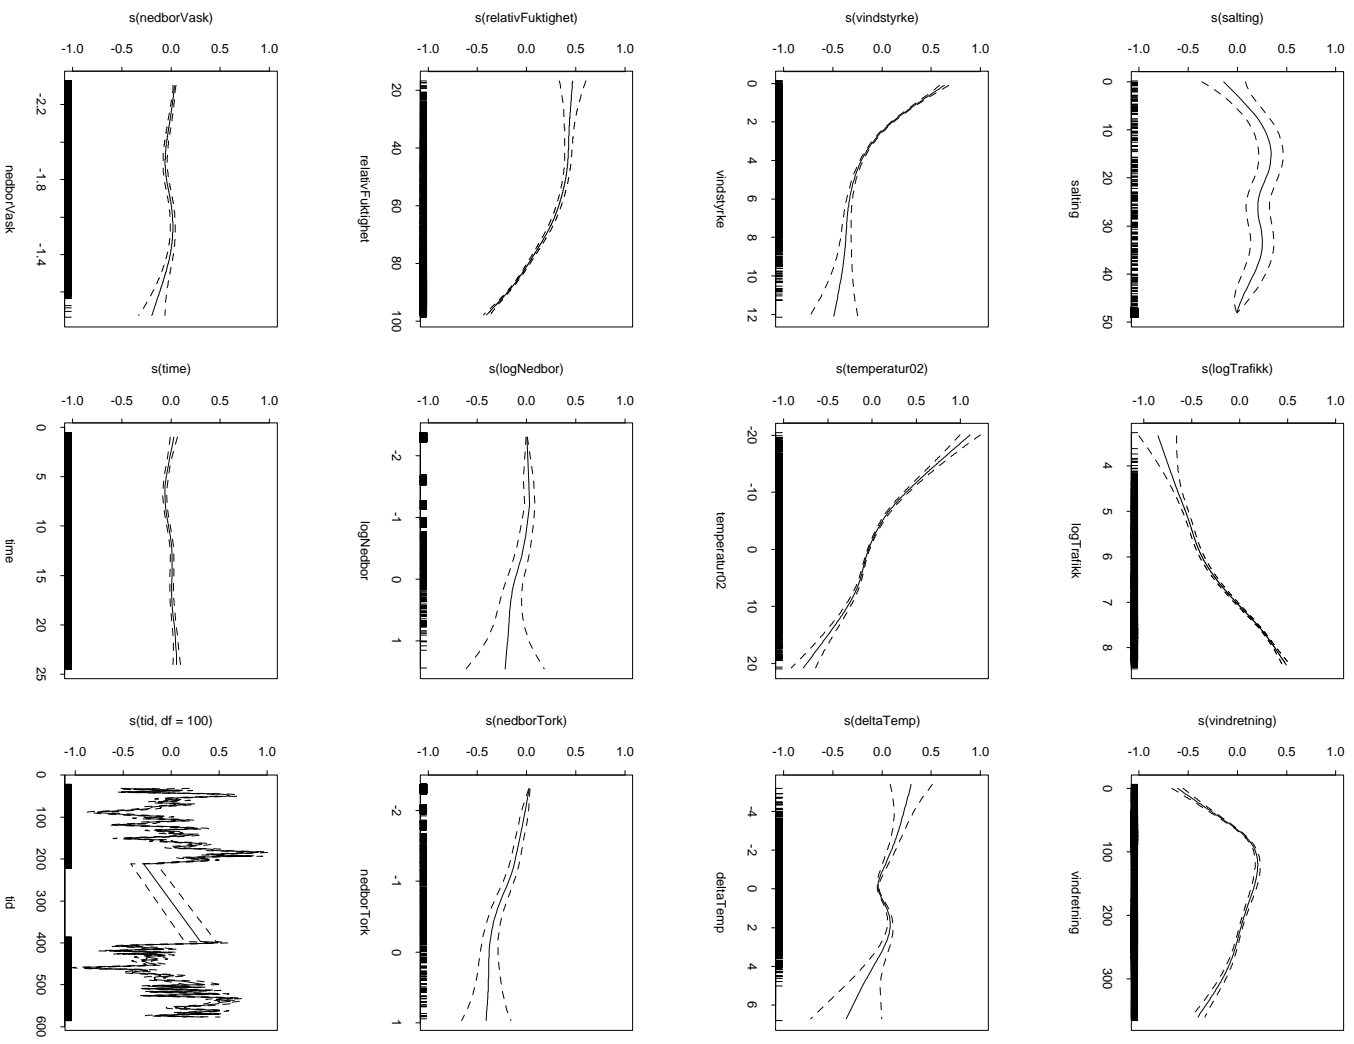 s(nedborVask)
-1.0 -0.5 0.0 0.5 1.0
-2.2 -1.8 -1.4
nedborVask
s(relativFuktighet)
-1.0 -0.5 0.0 0.5 1.0
20 40 60 80 100
relativFuktighet
s(vindstyrke)
-1.0 -0.5 0.0 0.5 1.0
0 2 4 6 8 10 12
vindstyrke
s(salting)
-1.0 -0.5 0.0 0.5 1.0
0 10 20 30 40 50
salting
s(time)
-1.0 -0.5 0.0 0.5 1.0
0 5 10 15 20 25
time
s(logNedbor)
-1.0 -0.5 0.0 0.5 1.0
-2 -1 0 1
logNedbor
s(temperatur02)
-1.0 -0.5 0.0 0.5 1.0
-20 -10 0 10 20
temperatur02
s(logTrafikk)
-1.0 -0.5 0.0 0.5 1.0
4 5 6 7 8
logTrafikk
s(tid, df = 100)
-1.0 -0.5 0.0 0.5 1.0
0 100 200 300 400 500 600
tid
s(nedborTork)
-1.0 -0.5 0.0 0.5 1.0
-2 -1 0 1
nedborTork
s(deltaTemp)
-1.0 -0.5 0.0 0.5 1.0
-4 -2 0 2 4 6
deltaTemp
s(vindretning)
-1.0 -0.5 0.0 0.5 1.0
0 100 200 300
vindretning